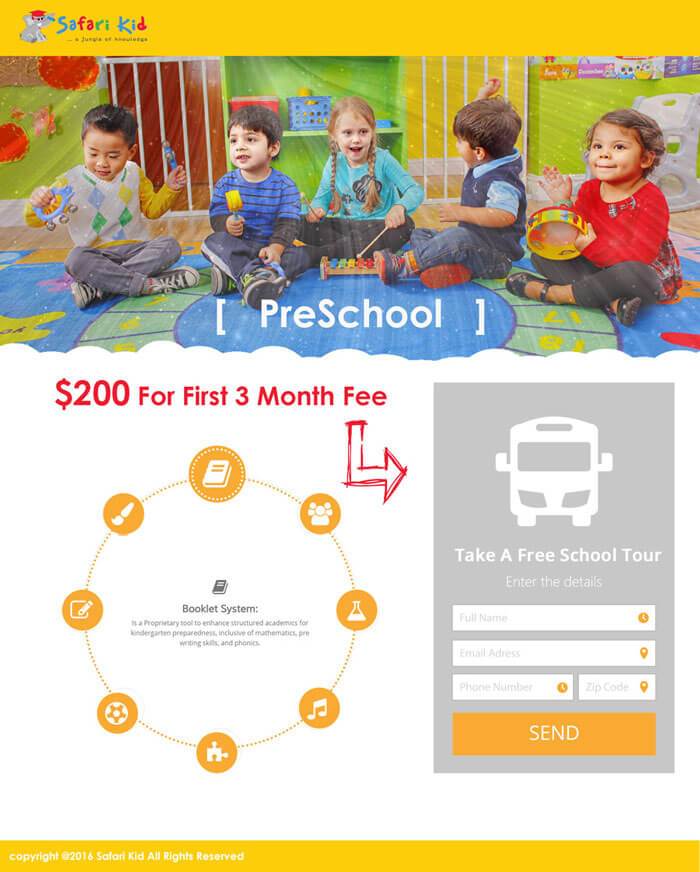 Safari Kid
... a Jungle of knowledge
[ PreSchool ]
$200 For First 3 Month Fee
Booklet System:
Is a Proprietary tool to enhance structured academics for
kindergarten preparedness, inclusive of mathematics, pre
writing skills, and phonics.
Take A Free School Tour
Enter the details
Full Name
Email Adress
Phone Number
Zip Code
SEND
copyright @2016 Safari Kid All Rights Reserved